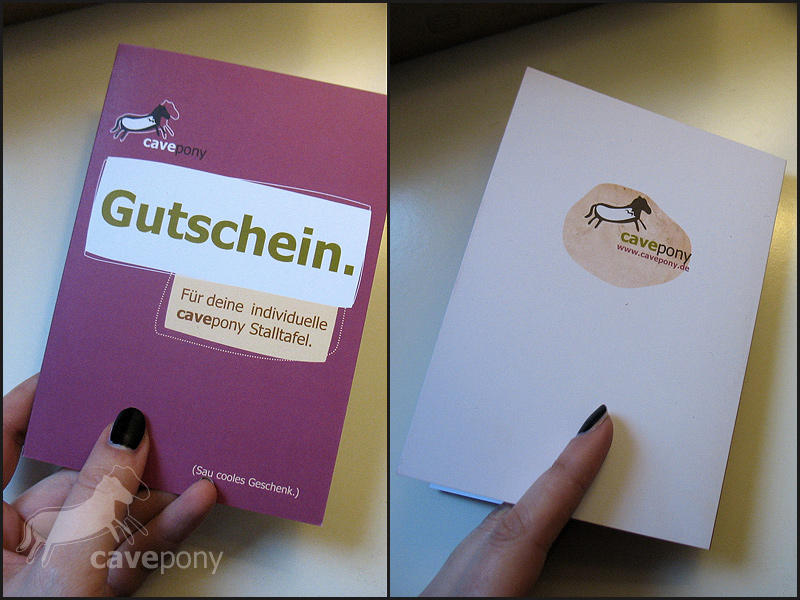 cavepony
Gutschein.
Für deine individuelle
cavepony Stalltafel.
(Sau cooles Geschenk.)
cavepony
cavepony
www.cavepony.de